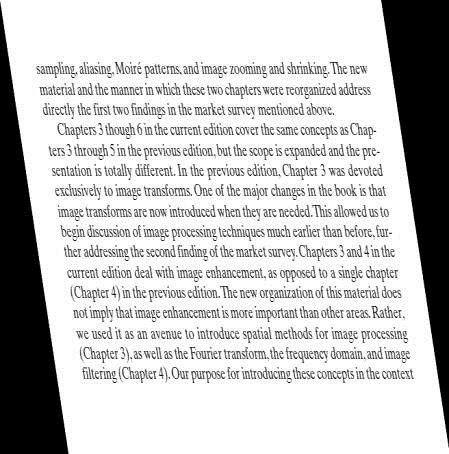 sampling, aliasing, Moiré patterns, and image zooming and shrinking. The new
material and the manner in which these two chapters were reorganized address
directly the first two findings in the market survey mentioned above.
Chapters 3 though 6 in the current edition cover the same concepts as Chap-
ters 3 through 5 in the previous edition, but the scope is expanded and the pre-
sentation is totally different. In the previous edition, Chapter 3 was devoted
exclusively to image transforms. One of the major changes in the book is that
image transforms are now introduced when they are needed. This allowed us to
begin discussion of image processing techniques much earlier than before, fur-
ther addressing the second finding of the market survey. Chapters 3 and 4 in the
current edition deal with image enhancement, as opposed to a single chapter
(Chapter 4) in the previous edition. The new organization of this material does
not imply that image enhancement is more important than other areas. Rather,
we used it as an avenue to introduce spatial methods for image processing
(Chapter 3), as well as the Fourier transform, the frequency domain, and image
filtering (Chapter 4). Our purpose for introducing these concepts in the context